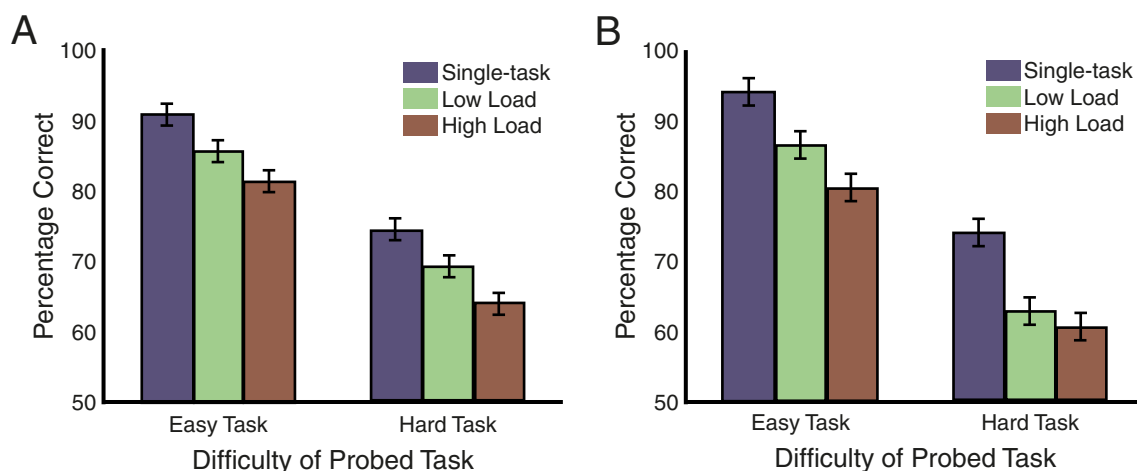 A
100
90
80
70
60
50
Percentage Correct
Single-task
Low Load
High Load
Easy Task
Hard Task
Difficulty of Probed Task
B
100
90
80
70
60
50
Percentage Correct
Single-task
Low Load
High Load
Easy Task
Hard Task
Difficulty of Probed Task